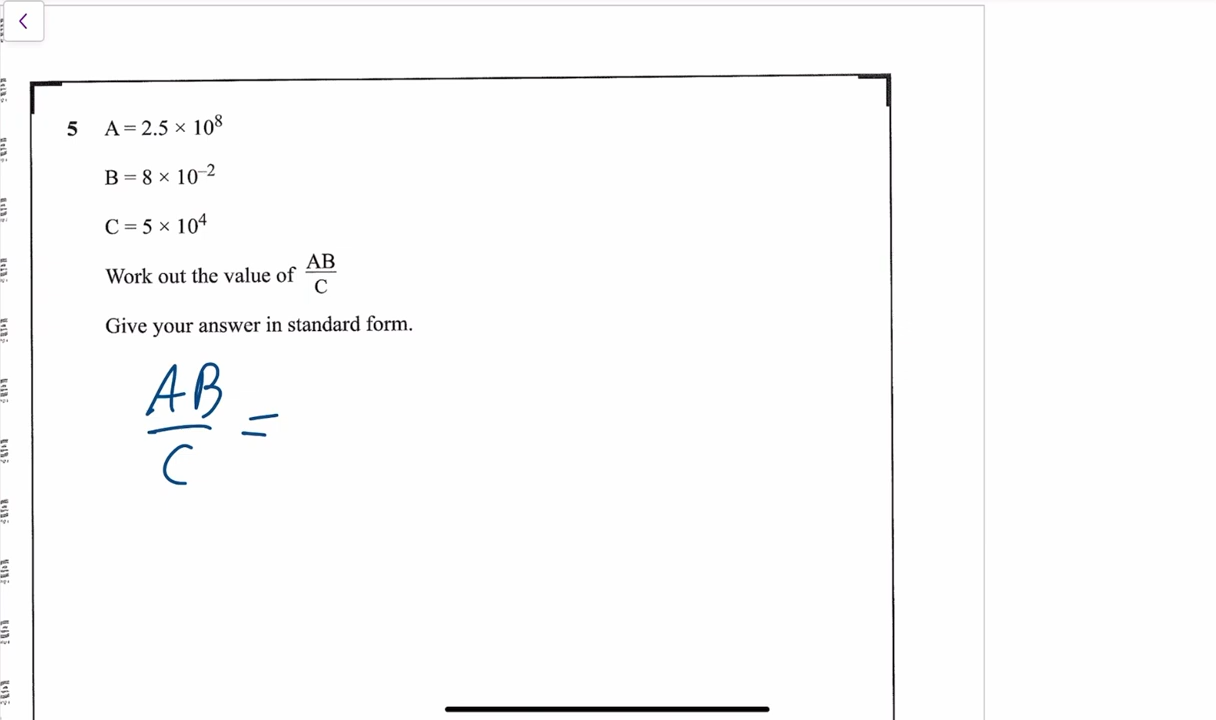 5 A = 2.5 × 10⁸
B = 8 × 10⁻²
C = 5 × 10⁴
Work out the value of AB/C
Give your answer in standard form.
AB/C =